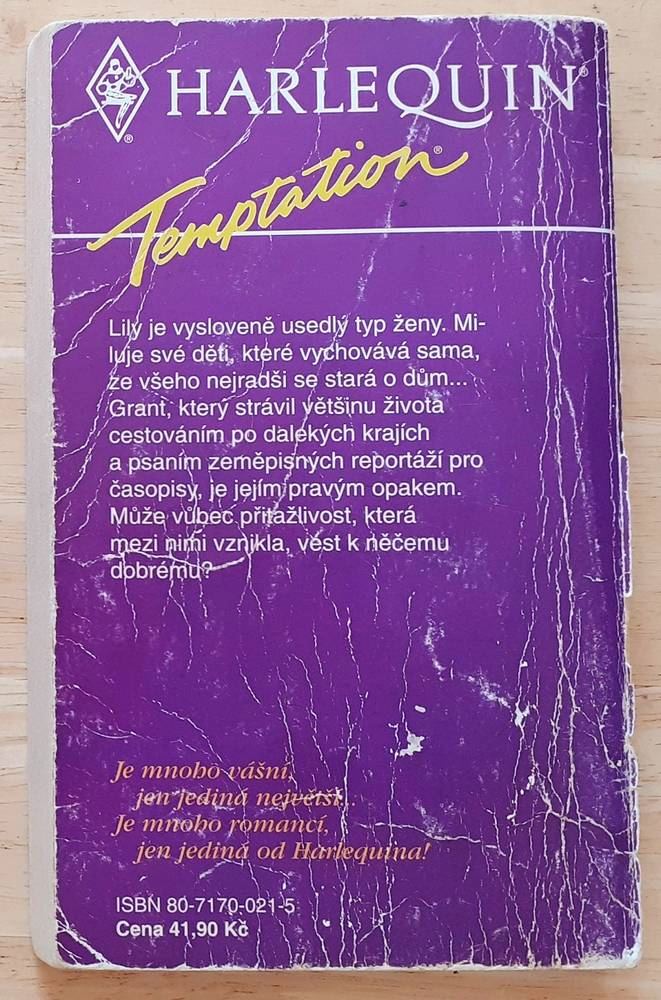 HARLEQUIN®
Temptation®
Lily je vysloveně usedlý typ ženy. Mi-
luje své děti, které vychovává sama,
ze všeho nejradši se stará o dům...
Grant, který strávil většinu života
cestováním po dalekých krajích
a psaním zeměpisných reportáží pro
časopisy, je jejím pravým opakem.
Může vůbec přitažlivost, která
mezi nimi vznikla, vést k něčemu
dobrému?
Je mnoho vášní,
jen jediná největší...
Je mnoho romancí,
jen jediná od Harlequina!
ISBN 80-7170-021-5
Cena 41,90 Kč